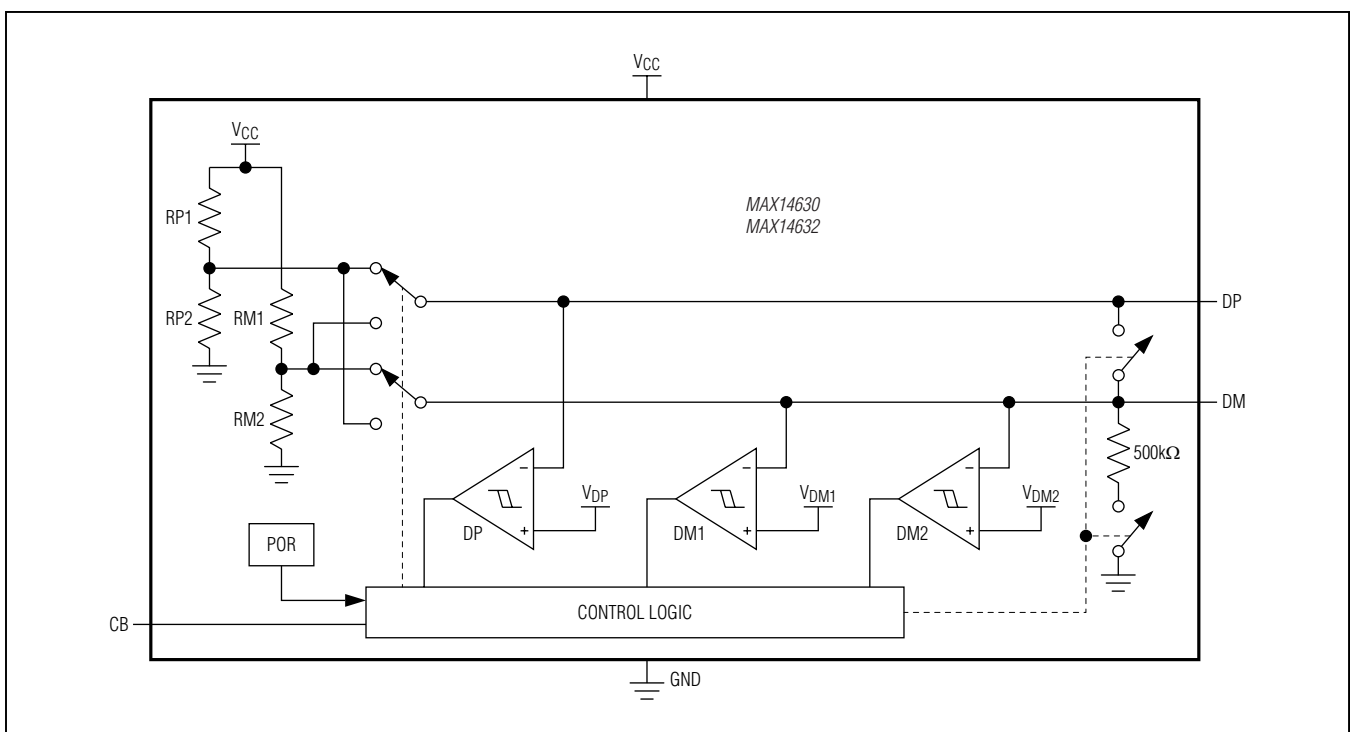 VCC
VCC
MAX14630
MAX14632
RP1
RP2
RM1
DP
RM2
DM
500kΩ
−
−
−
VDP
VDM1
VDM2
+
+
+
DP
DM1
DM2
POR
CONTROL LOGIC
CB
GND